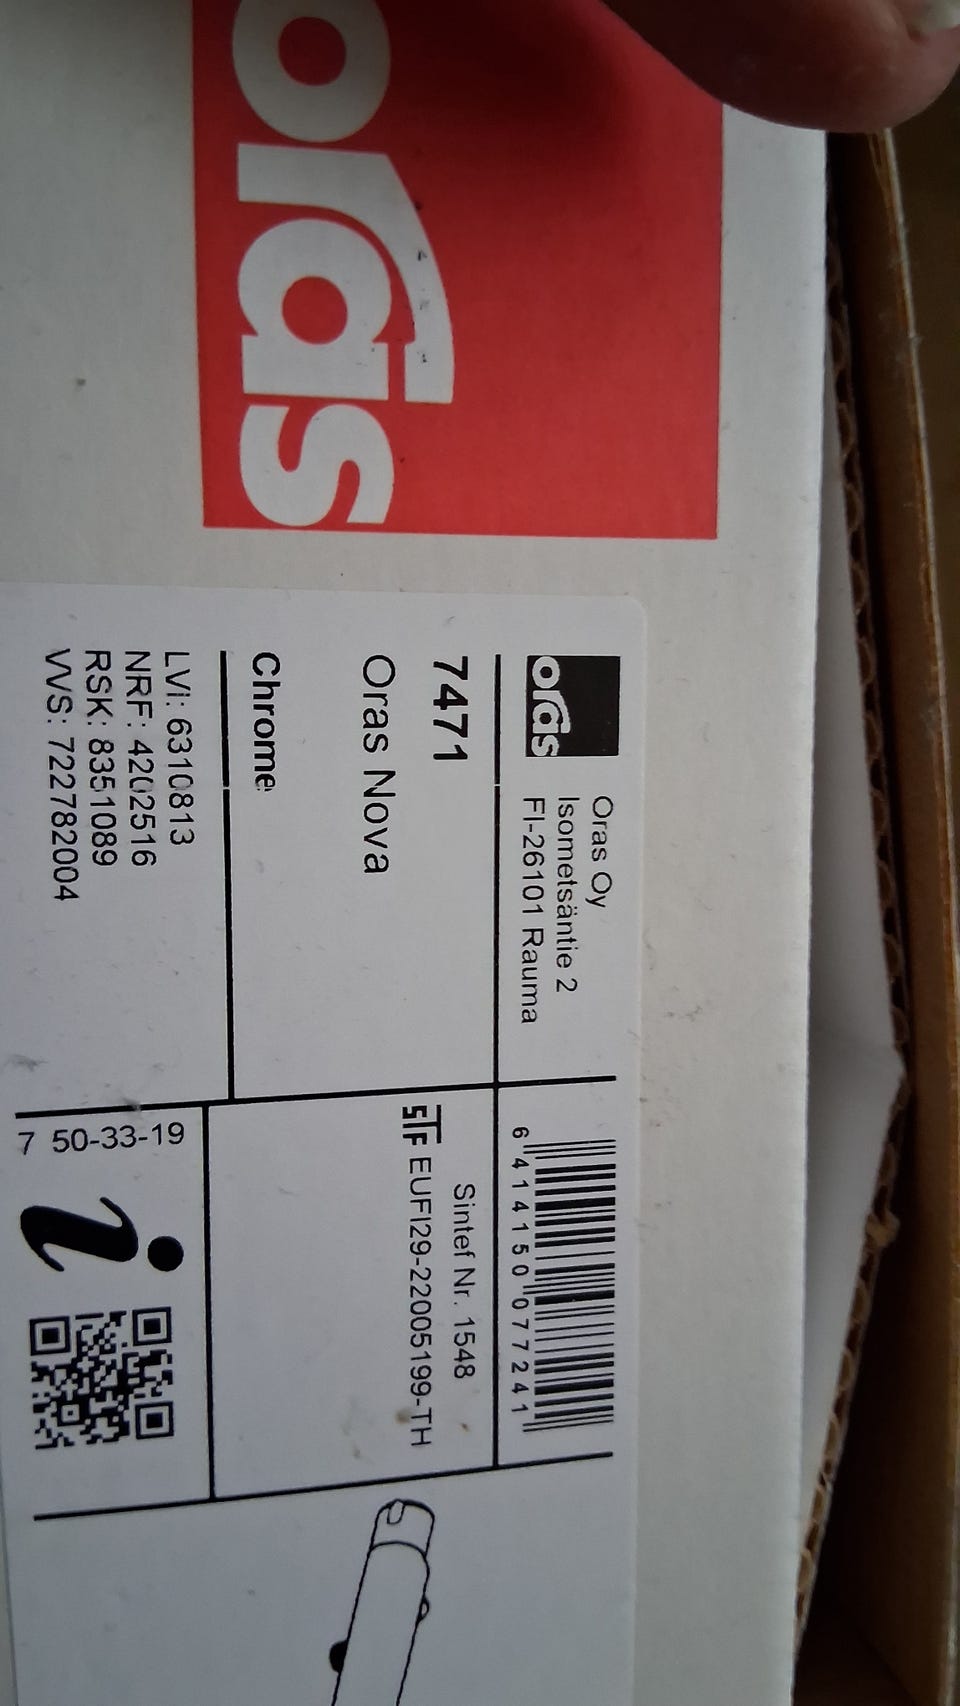 oras
oras
Oras Oy
Isometsäntie 2
FI-26101 Rauma
6 414150 077241
7471
Oras Nova
Sintef Nr. 1548
STF EUFI29-22005199-TH
Chrome
LVI: 6310813
NRF: 4202516
RSK: 8351089
VVS: 722782004
7 50-33-19
i